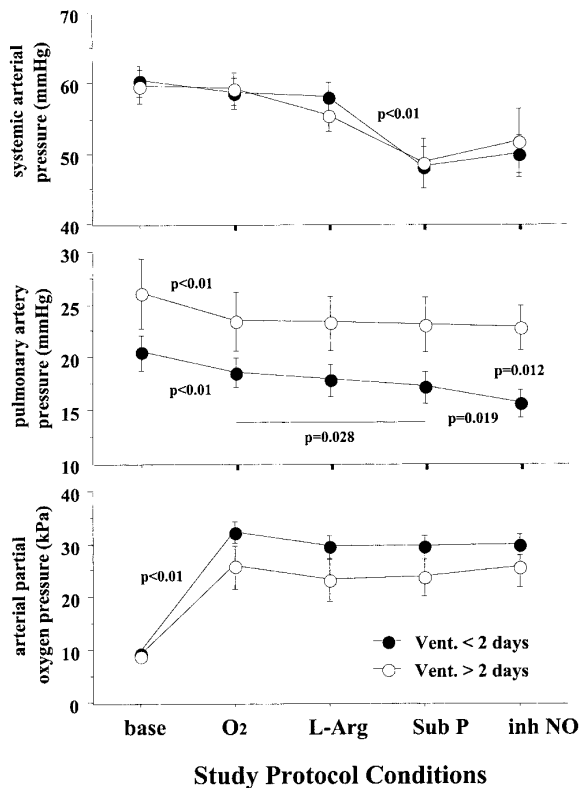 70
60
50
40
systemic arterial
pressure (mmHg)
p<0.01
30
25
20
15
10
pulmonary artery
pressure (mmHg)
p<0.01
p<0.01
p=0.012
p=0.019
p=0.028
40
30
20
10
0
arterial partial
oxygen pressure (kPa)
p<0.01
Vent. < 2 days
Vent. > 2 days
base O2 L-Arg Sub P inh NO
Study Protocol Conditions